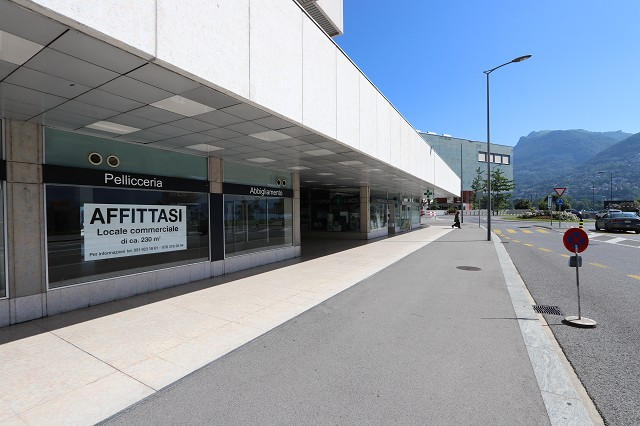 Pellicceria
Abbigliamento
AFFITTASI
Locale commerciale
di ca. 230 m²